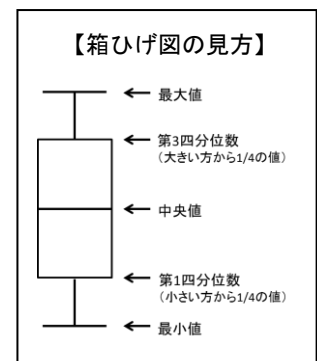 【箱ひげ図の見方】
最大値
第3四分位数
（大きい方から1/4の値）
中央値
第1四分位数
（小さい方から1/4の値）
最小値